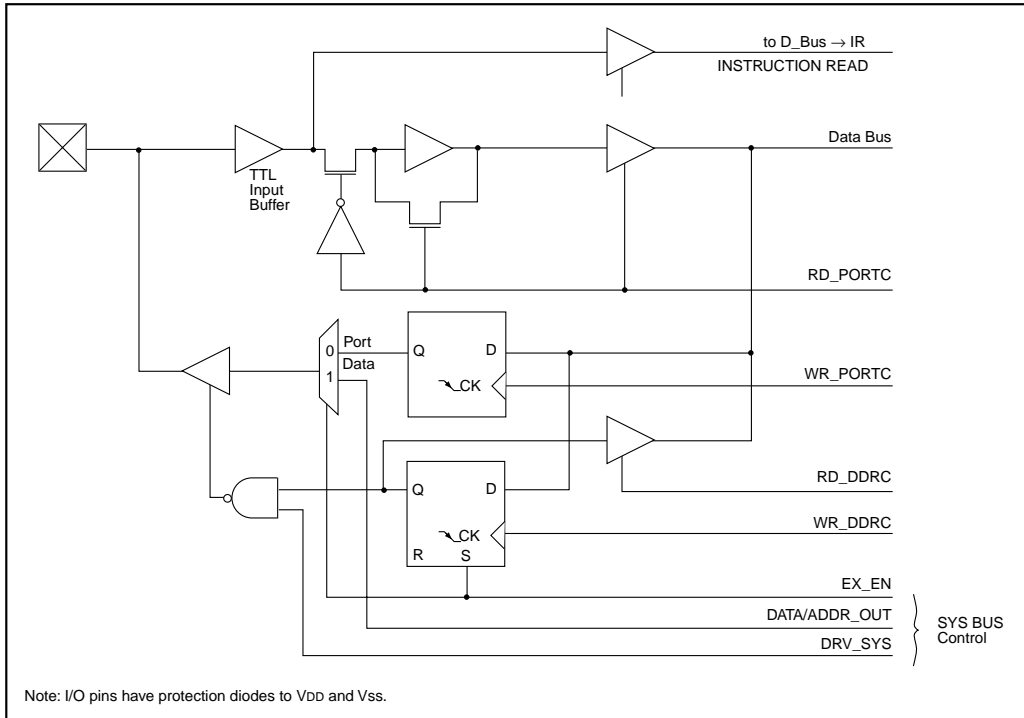 to D_Bus → IR
INSTRUCTION READ
Data Bus
TTL
Input
Buffer
RD_PORTC
0
Port
Data
1
Q
D
CK
WR_PORTC
RD_DDRC
Q
D
CK
R
S
WR_DDRC
EX_EN
DATA/ADDR_OUT
DRV_SYS
SYS BUS
Control
Note: I/O pins have protection diodes to VDD and Vss.